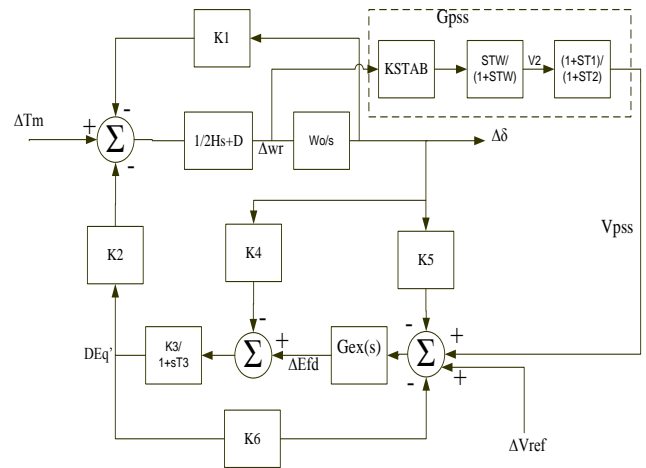 Gpss
K1
KSTAB
STW/
(1+STW)
V2
(1+ST1)/
(1+ST2)
ΔTm
+
-
Σ
-
1/2Hs+D
Δwr
Wo/s
Δδ
Vpss
K2
K4
K5
-
-
+
+
DEq'
K3/
1+sT3
Σ
ΔEfd
Gex(s)
Σ
+
-
K6
ΔVref